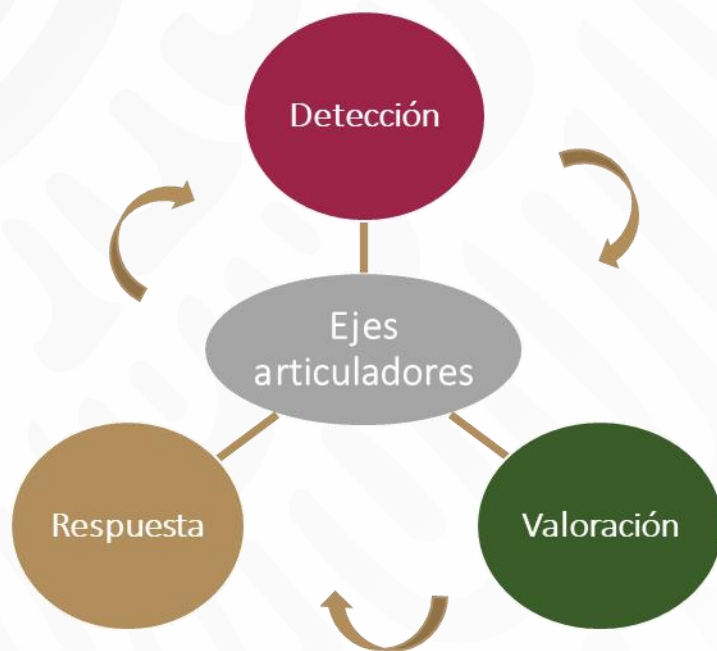 Detección
Ejes
articuladores
Respuesta
Valoración